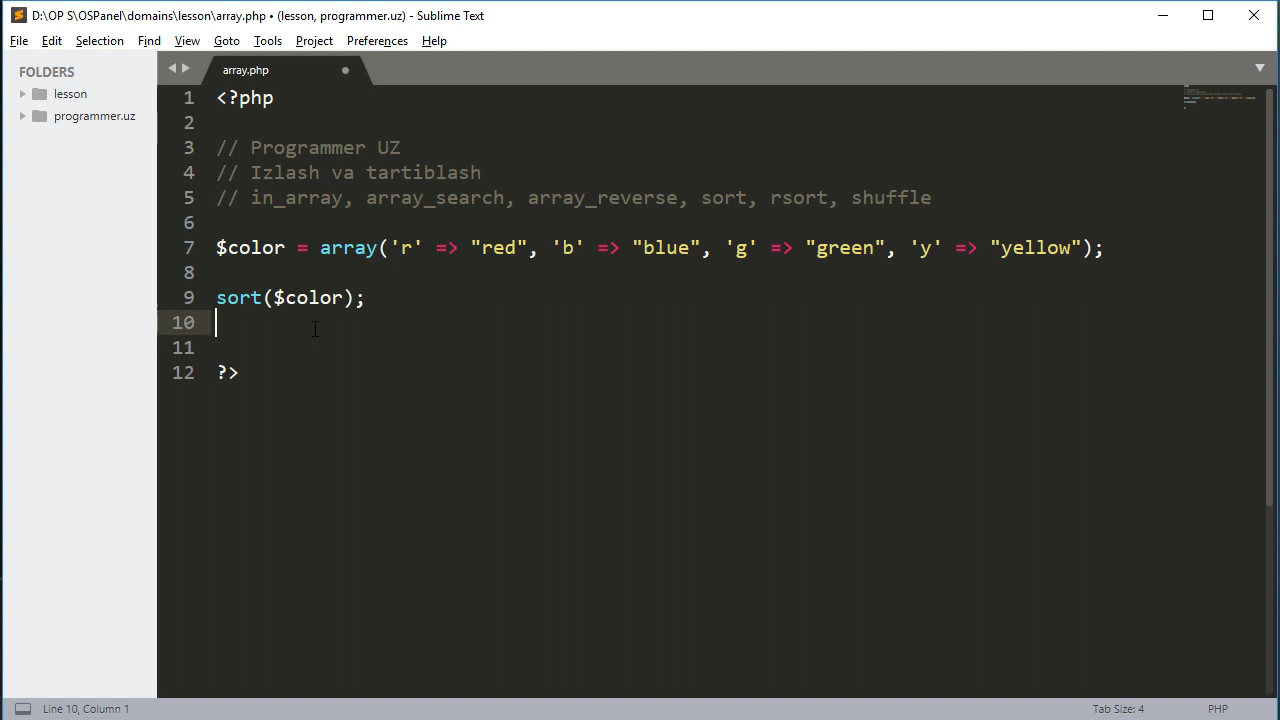 D:\OP S\OSPanel\domains\lesson\array.php • (lesson, programmer.uz) - Sublime Text
File Edit Selection Find View Goto Tools Project Preferences Help
FOLDERS
lesson
programmer.uz
array.php
1 <?php
2
3 // Programmer UZ
4 // Izlash va tartiblash
5 // in_array, array_search, array_reverse, sort, rsort, shuffle
6
7 $color = array('r' => "red", 'b' => "blue", 'g' => "green", 'y' => "yellow");
8
9 sort($color);
10
11
12 ?>
Line 10, Column 1
Tab Size: 4
PHP